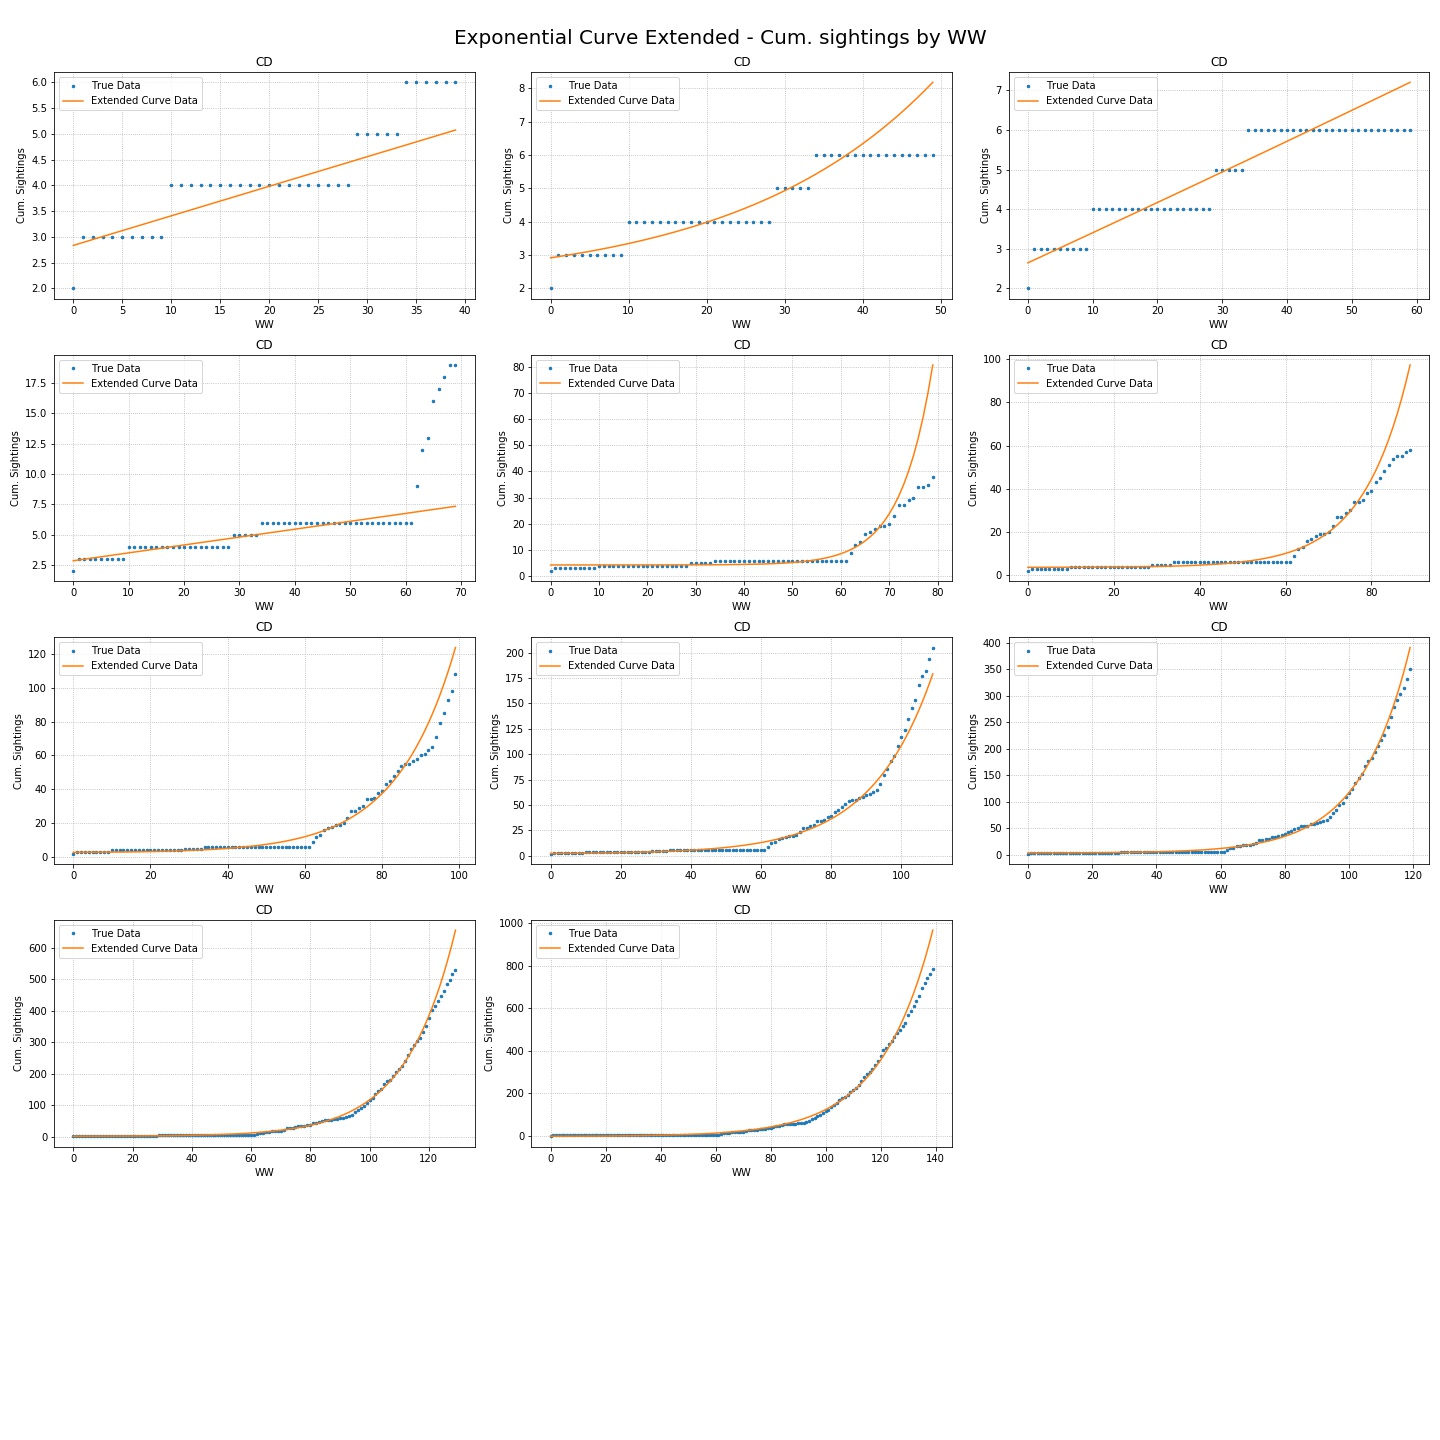 Exponential Curve Extended - Cum. sightings by WW
CD
True Data
Extended Curve Data
Cum. Sightings
6.0
5.5
5.0
4.5
4.0
3.5
3.0
2.5
2.0
0 5 10 15 20 25 30 35 40
WW
CD
True Data
Extended Curve Data
Cum. Sightings
8
7
6
5
4
3
2
0 10 20 30 40 50
WW
CD
True Data
Extended Curve Data
Cum. Sightings
7
6
5
4
3
2
0 10 20 30 40 50 60
WW
CD
True Data
Extended Curve Data
Cum. Sightings
17.5
15.0
12.5
10.0
7.5
5.0
2.5
0 10 20 30 40 50 60 70
WW
CD
True Data
Extended Curve Data
Cum. Sightings
80
70
60
50
40
30
20
10
0
0 10 20 30 40 50 60 70 80
WW
CD
True Data
Extended Curve Data
Cum. Sightings
100
80
60
40
20
0
0 20 40 60 80
WW
CD
True Data
Extended Curve Data
Cum. Sightings
120
100
80
60
40
20
0
0 20 40 60 80 100
WW
CD
True Data
Extended Curve Data
Cum. Sightings
200
175
150
125
100
75
50
25
0
0 20 40 60 80 100
WW
CD
True Data
Extended Curve Data
Cum. Sightings
400
350
300
250
200
150
100
50
0
0 20 40 60 80 100 120
WW
CD
True Data
Extended Curve Data
Cum. Sightings
600
500
400
300
200
100
0
0 20 40 60 80 100 120
WW
CD
True Data
Extended Curve Data
Cum. Sightings
1000
800
600
400
200
0
0 20 40 60 80 100 120 140
WW